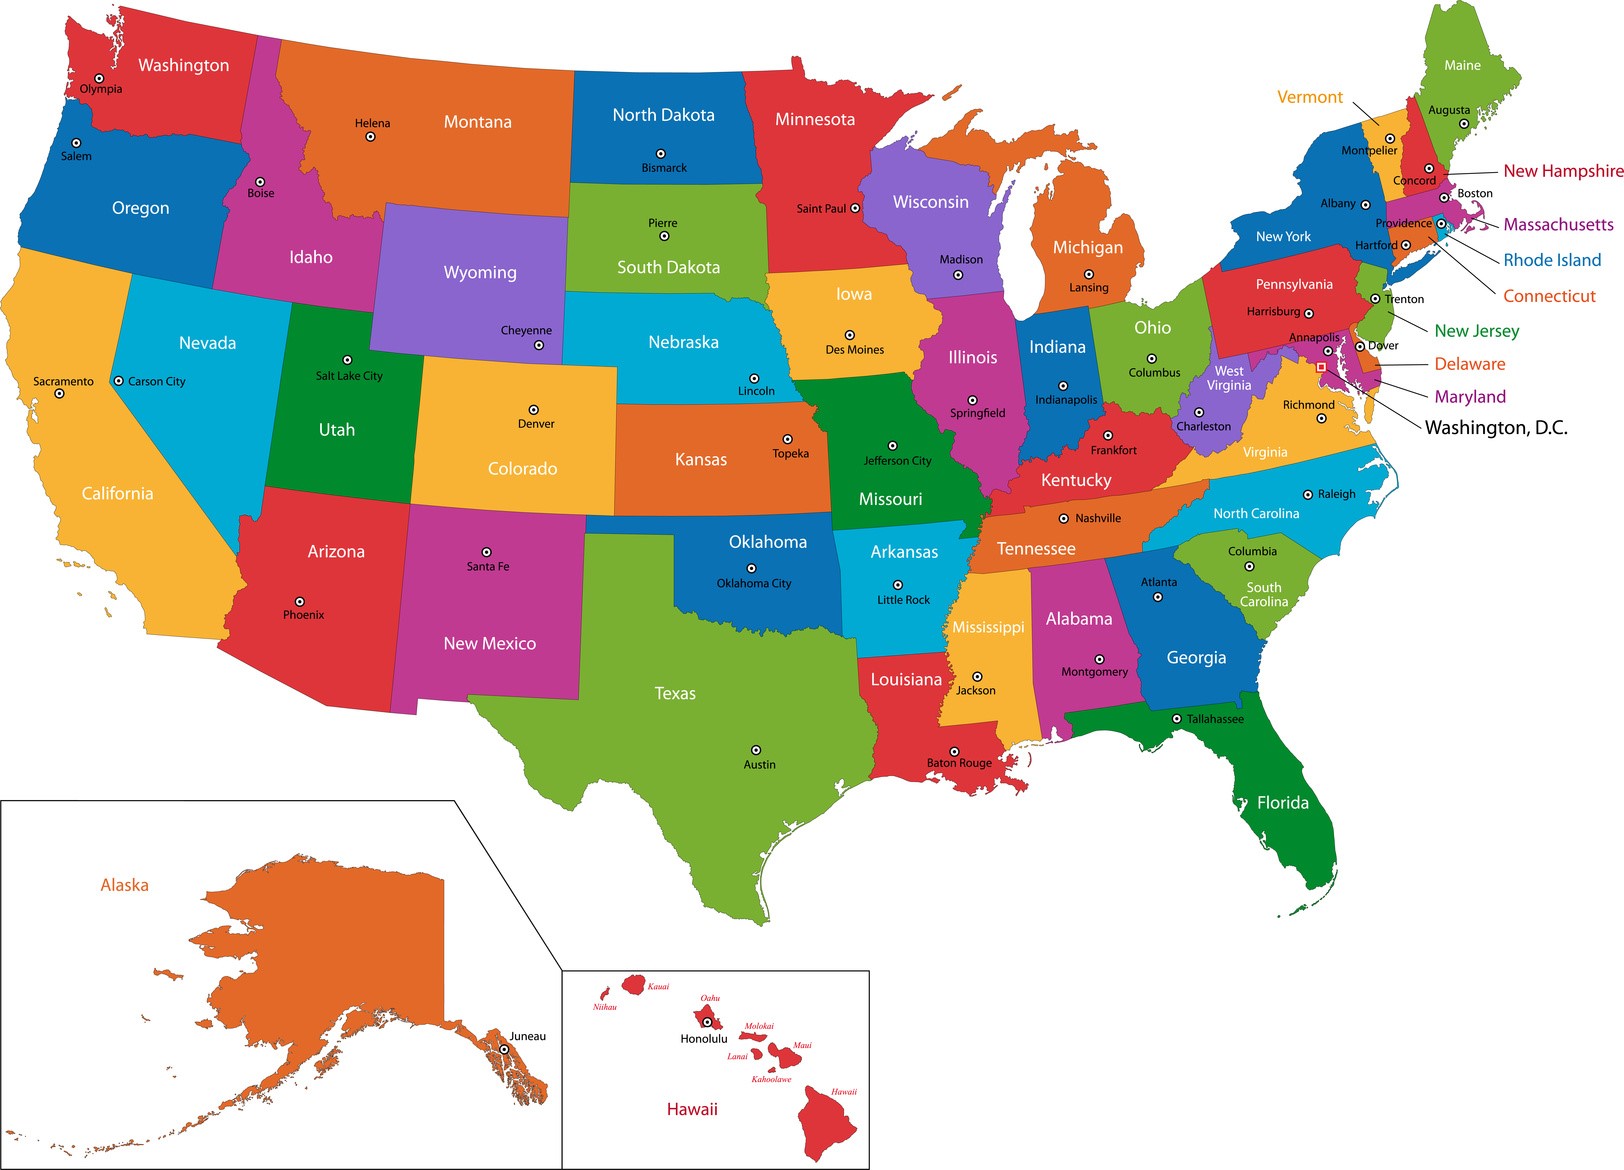 Washington
Olympia
Salem
Oregon
Boise
Idaho
Helena
Montana
North Dakota
Bismarck
Minnesota
Saint Paul
Pierre
South Dakota
Wyoming
Cheyenne
Wisconsin
Madison
Michigan
Lansing
Iowa
Des Moines
Nebraska
Lincoln
Nevada
Carson City
Sacramento
California
Salt Lake City
Utah
Denver
Colorado
Topeka
Kansas
Jefferson City
Missouri
Illinois
Springfield
Indiana
Indianapolis
Ohio
Columbus
Frankfort
Kentucky
West
Virginia
Charleston
Vermont
Montpelier
Maine
Augusta
Concord
New Hampshire
Boston
Massachusetts
Albany
New York
Providence
Rhode Island
Hartford
Connecticut
Pennsylvania
Harrisburg
Trenton
New Jersey
Annapolis
Dover
Delaware
Maryland
Washington, D.C.
Richmond
Virginia
Raleigh
North Carolina
Nashville
Tennessee
Columbia
South
Carolina
Atlanta
Georgia
Alabama
Montgomery
Mississippi
Jackson
Arkansas
Little Rock
Louisiana
Baton Rouge
Oklahoma
Oklahoma City
Arizona
Phoenix
Santa Fe
New Mexico
Texas
Austin
Tallahassee
Florida
Alaska
Juneau
Kauai
Niihau
Oahu
Honolulu
Molokai
Lanai
Maui
Kahoolawe
Hawaii
Hawaii